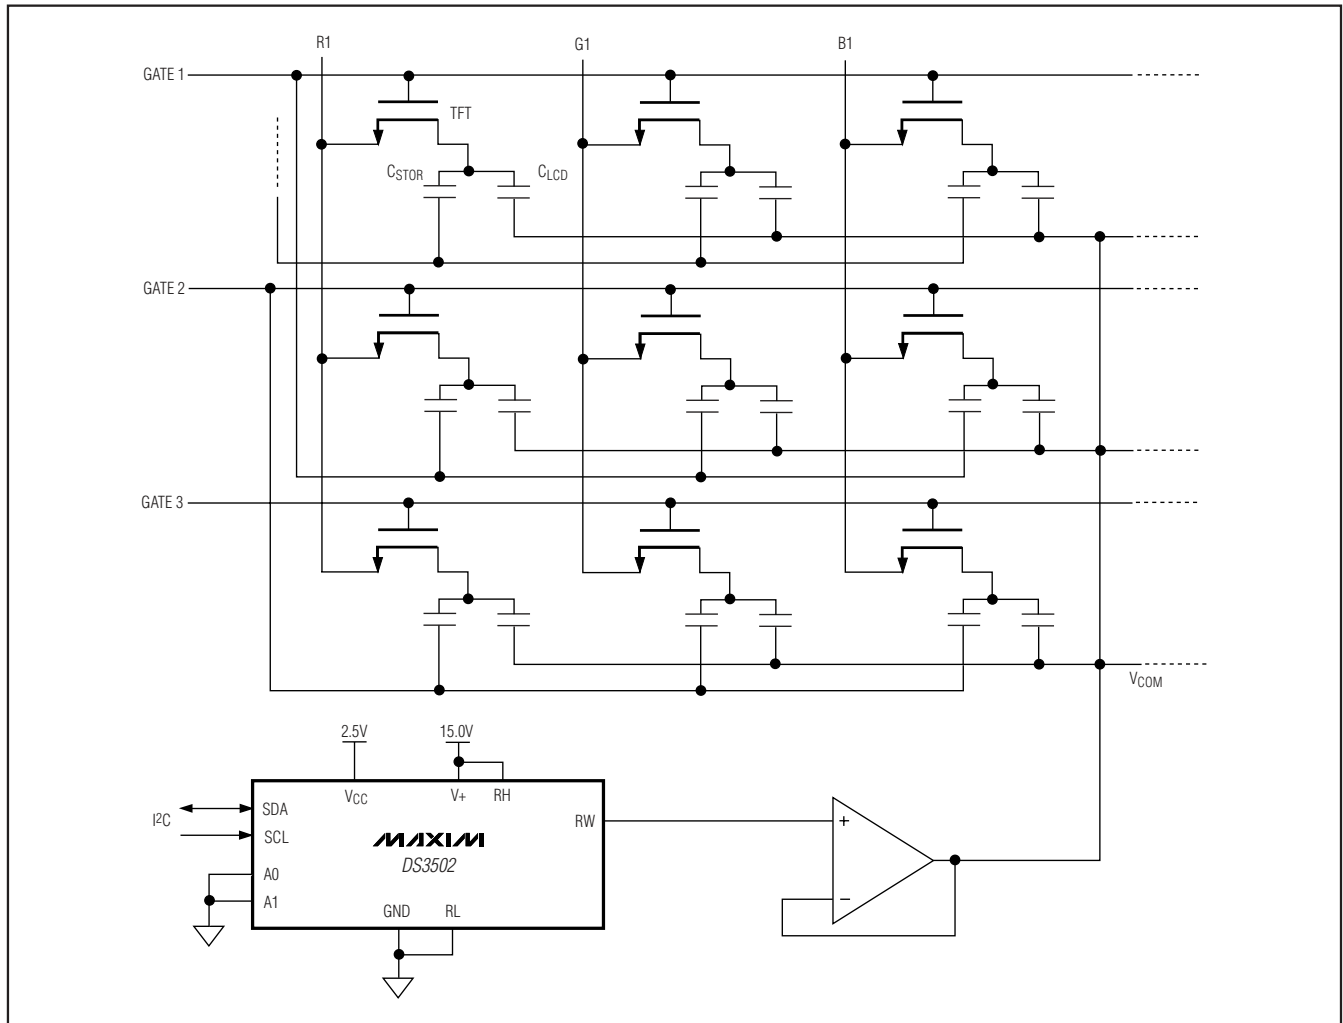 R1 G1 B1
GATE 1
TFT
CSTOR CLCD
GATE 2
GATE 3
VCOM
2.5V 15.0V
VCC V+ RH
I2C SDA RW +
SCL MAXIM
DS3502
A0
A1 GND RL −